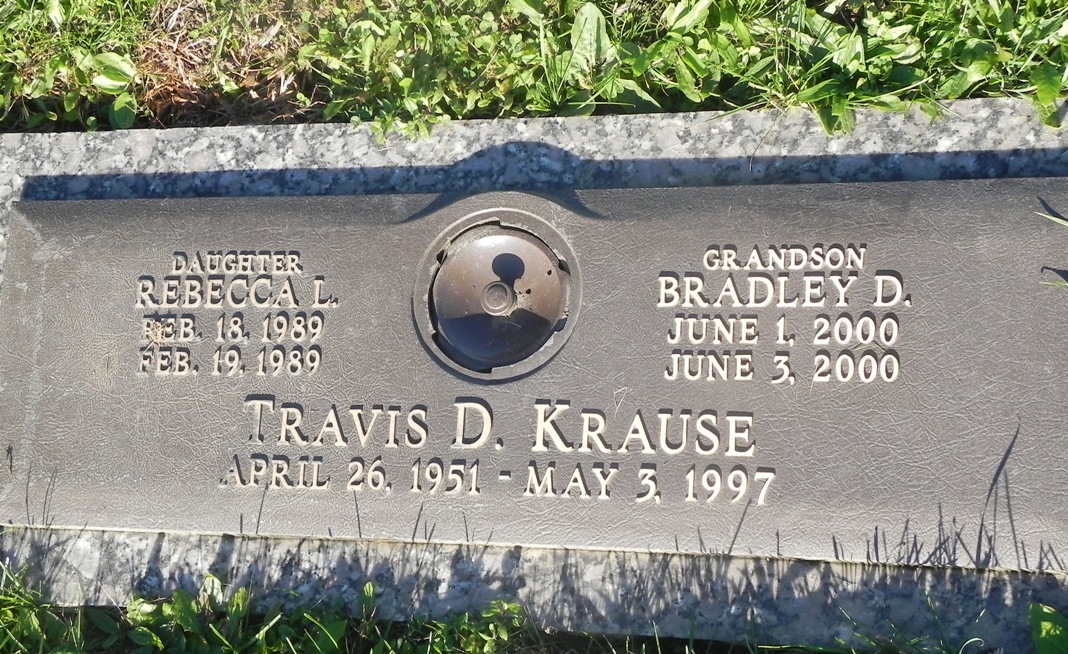 DAUGHTER
REBECCA L.
FEB. 18, 1989
FEB. 19, 1989
GRANDSON
BRADLEY D.
JUNE 1, 2000
JUNE 3, 2000
TRAVIS D. KRAUSE
APRIL 26, 1951 - MAY 3, 1997